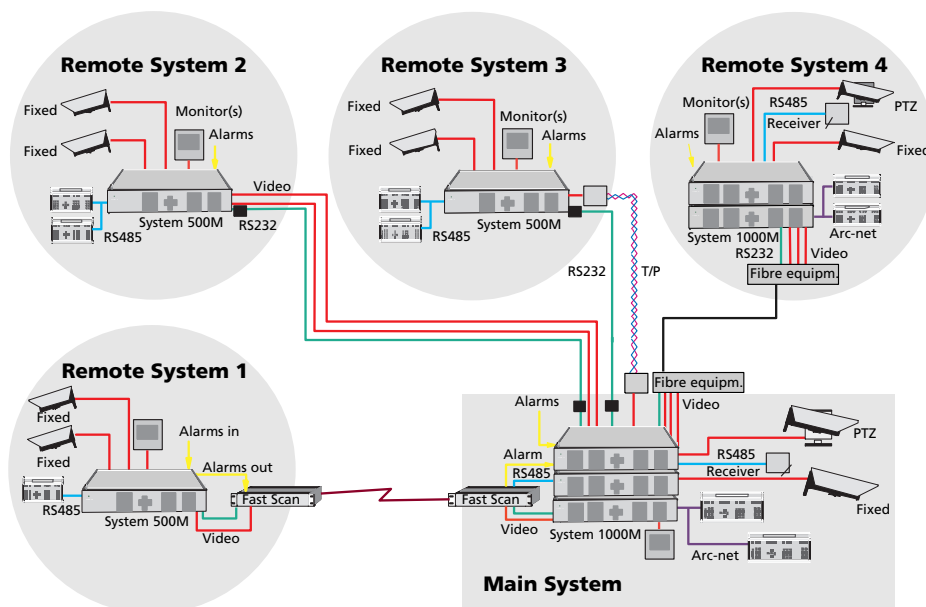 Remote System 2
Fixed
Fixed
Monitor(s)
Alarms
Video
System 500M
RS232
RS485
Remote System 3
Fixed
Fixed
Monitor(s)
Alarms
System 500M
RS485
RS232
T/P
Remote System 4
Monitor(s)
RS485
PTZ
Receiver
Alarms
Fixed
Arc-net
System 1000M
RS232
Video
Fibre equipm.
Remote System 1
Fixed
Fixed
Alarms in
Alarms out
RS485
Fast Scan
System 500M
Video
Fibre equipm.
Alarms
Video
PTZ
Alarm
RS485
RS485
Receiver
Fast Scan
Fixed
Video
System 1000M
Arc-net
Main System